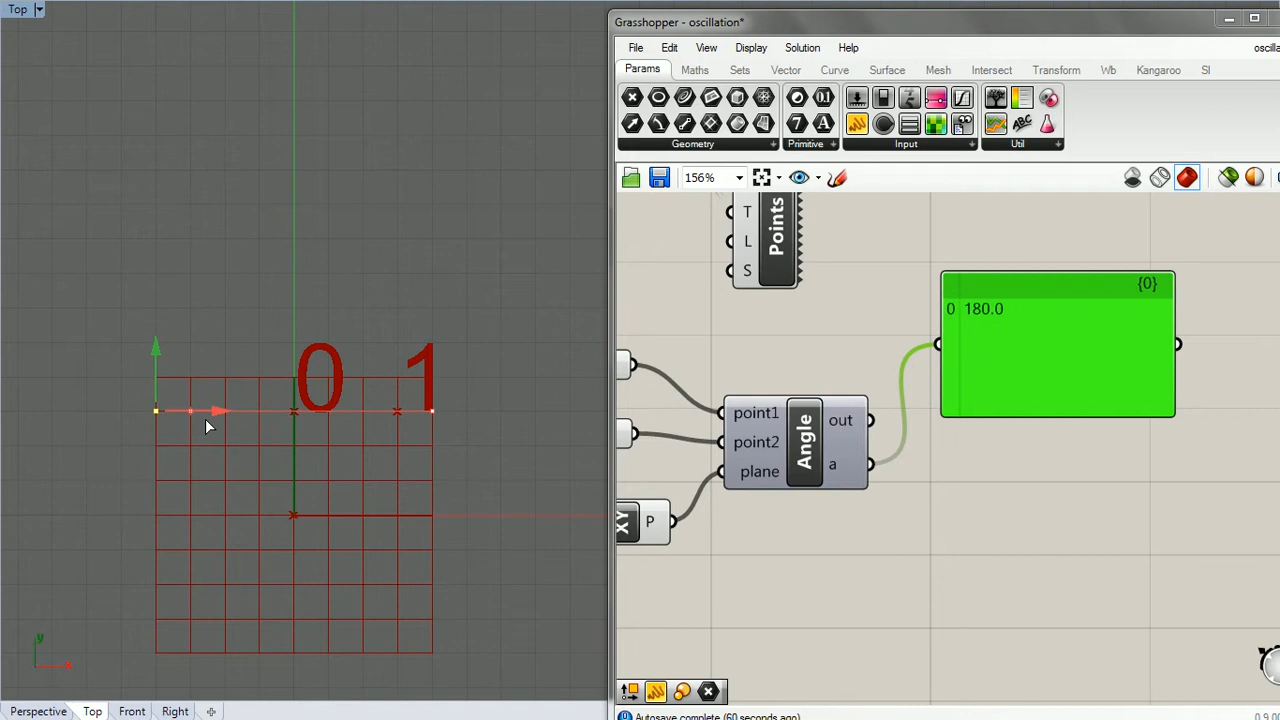 Top
Grasshopper - oscillation*
File Edit View Display Solution Help
Params Maths Sets Vector Curve Surface Mesh Intersect Transform Wb Kangaroo
Geometry Primitive Input Util
156%
T
L
S
Points
{0}
0 180.0
0 1
point1
point2
plane
Angle
out
a
XY P
y
x
Perspective Top Front Right
Autosave complete (60 seconds ago)